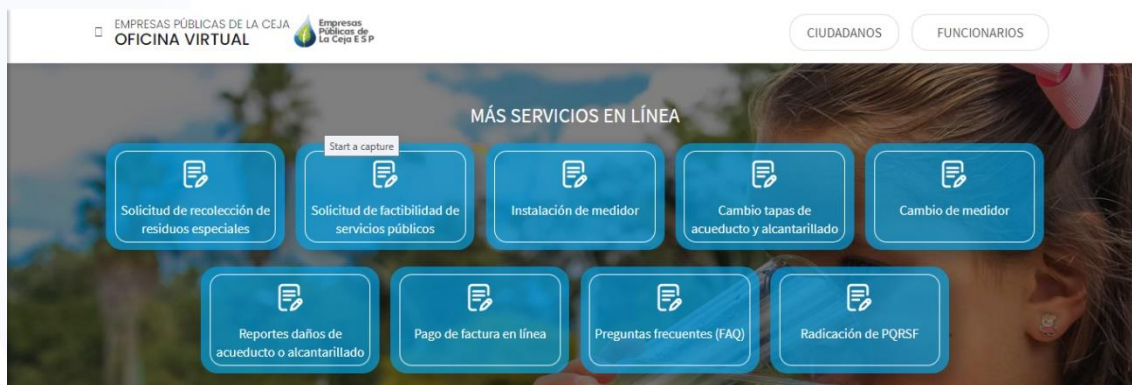 EMPRESAS PÚBLICAS DE LA CEJA
OFICINA VIRTUAL
Empresas
Públicas de
La Ceja E S P
CIUDADANOS
FUNCIONARIOS
MÁS SERVICIOS EN LÍNEA
Start a capture
Solicitud de recolección de
residuos especiales
Solicitud de factibilidad de
servicios públicos
Instalación de medidor
Cambio tapas de
acueducto y alcantarillado
Cambio de medidor
Reportes daños de
acueducto o alcantarillado
Pago de factura en línea
Preguntas frecuentes (FAQ)
Radicación de PQRSF